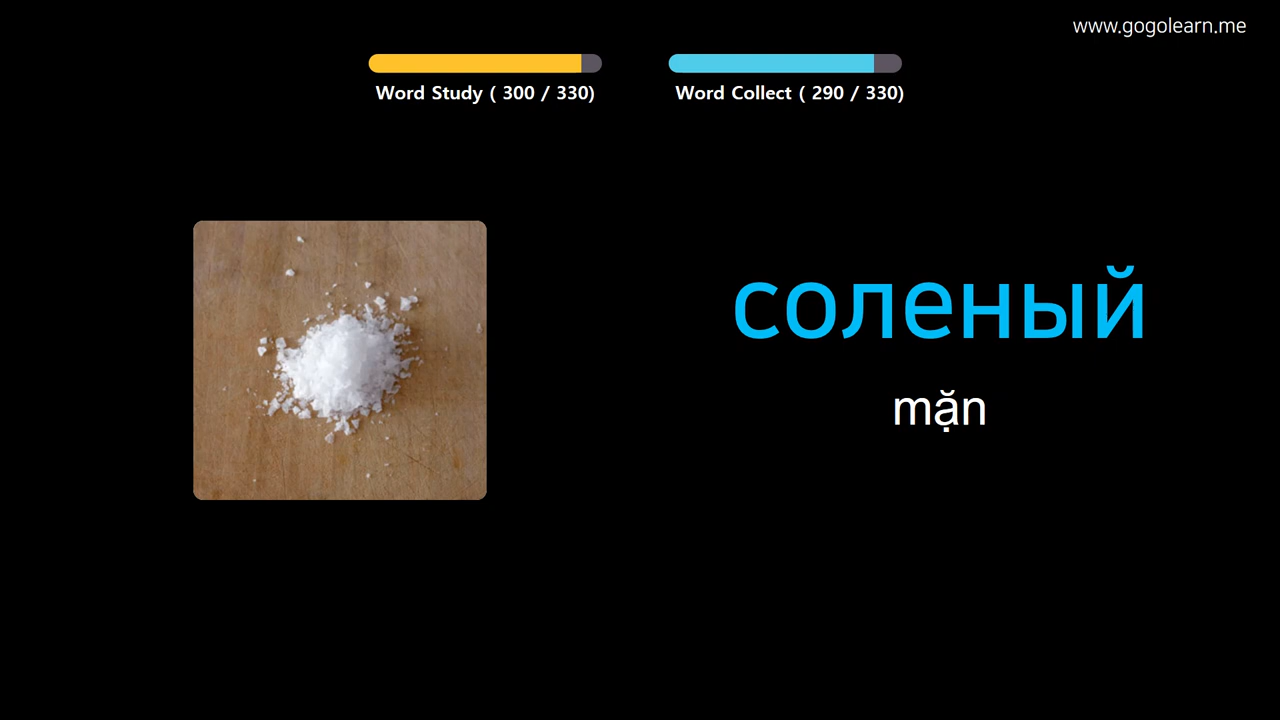 www.gogolearn.me
Word Study ( 300 / 330)
Word Collect ( 290 / 330)
соленый
mặn